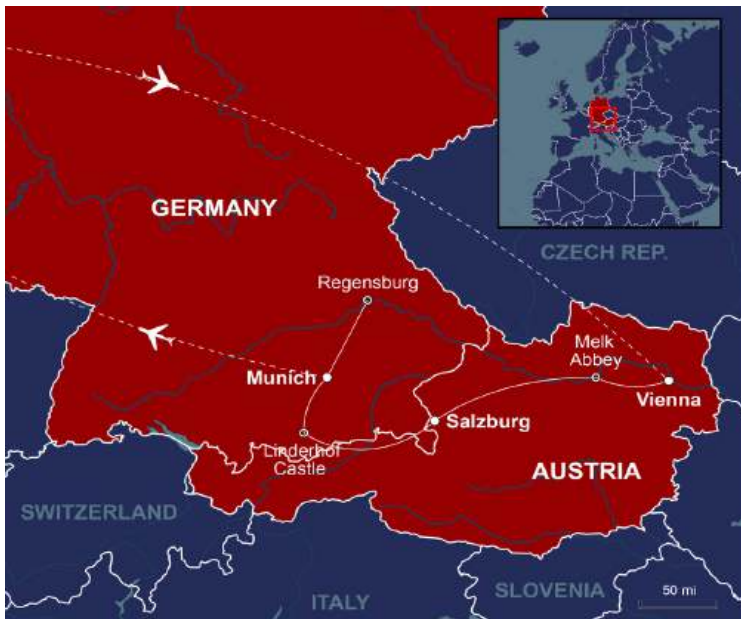 GERMANY
CZECH REP.
Regensburg
Melk
Abbey
Munich
Vienna
Salzburg
Linderhof
Castle
AUSTRIA
SWITZERLAND
SLOVENIA
ITALY
50 mi